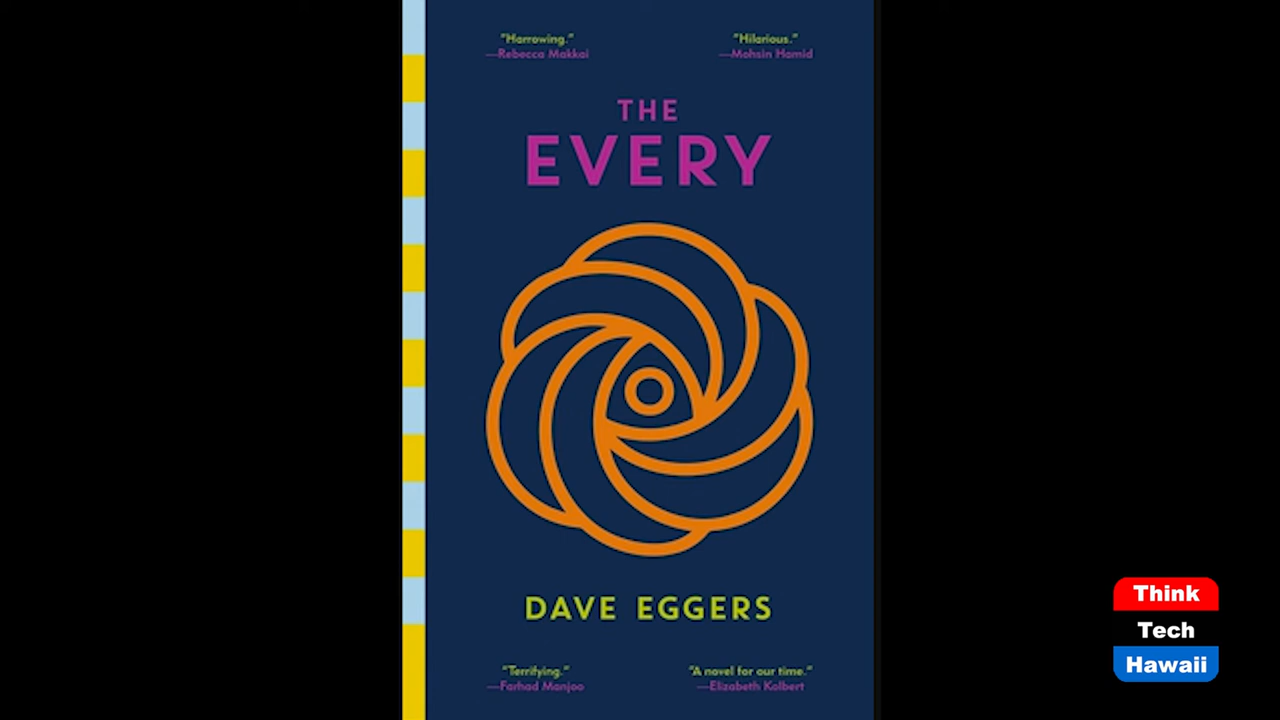 "Harrowing."
—Rebecca Makkai
"Hilarious."
—Mohsin Hamid
THE
EVERY
DAVE EGGERS
"Terrifying."
—Farhad Manjoo
"A novel for our time."
—Elizabeth Kolbert
Think
Tech
Hawaii